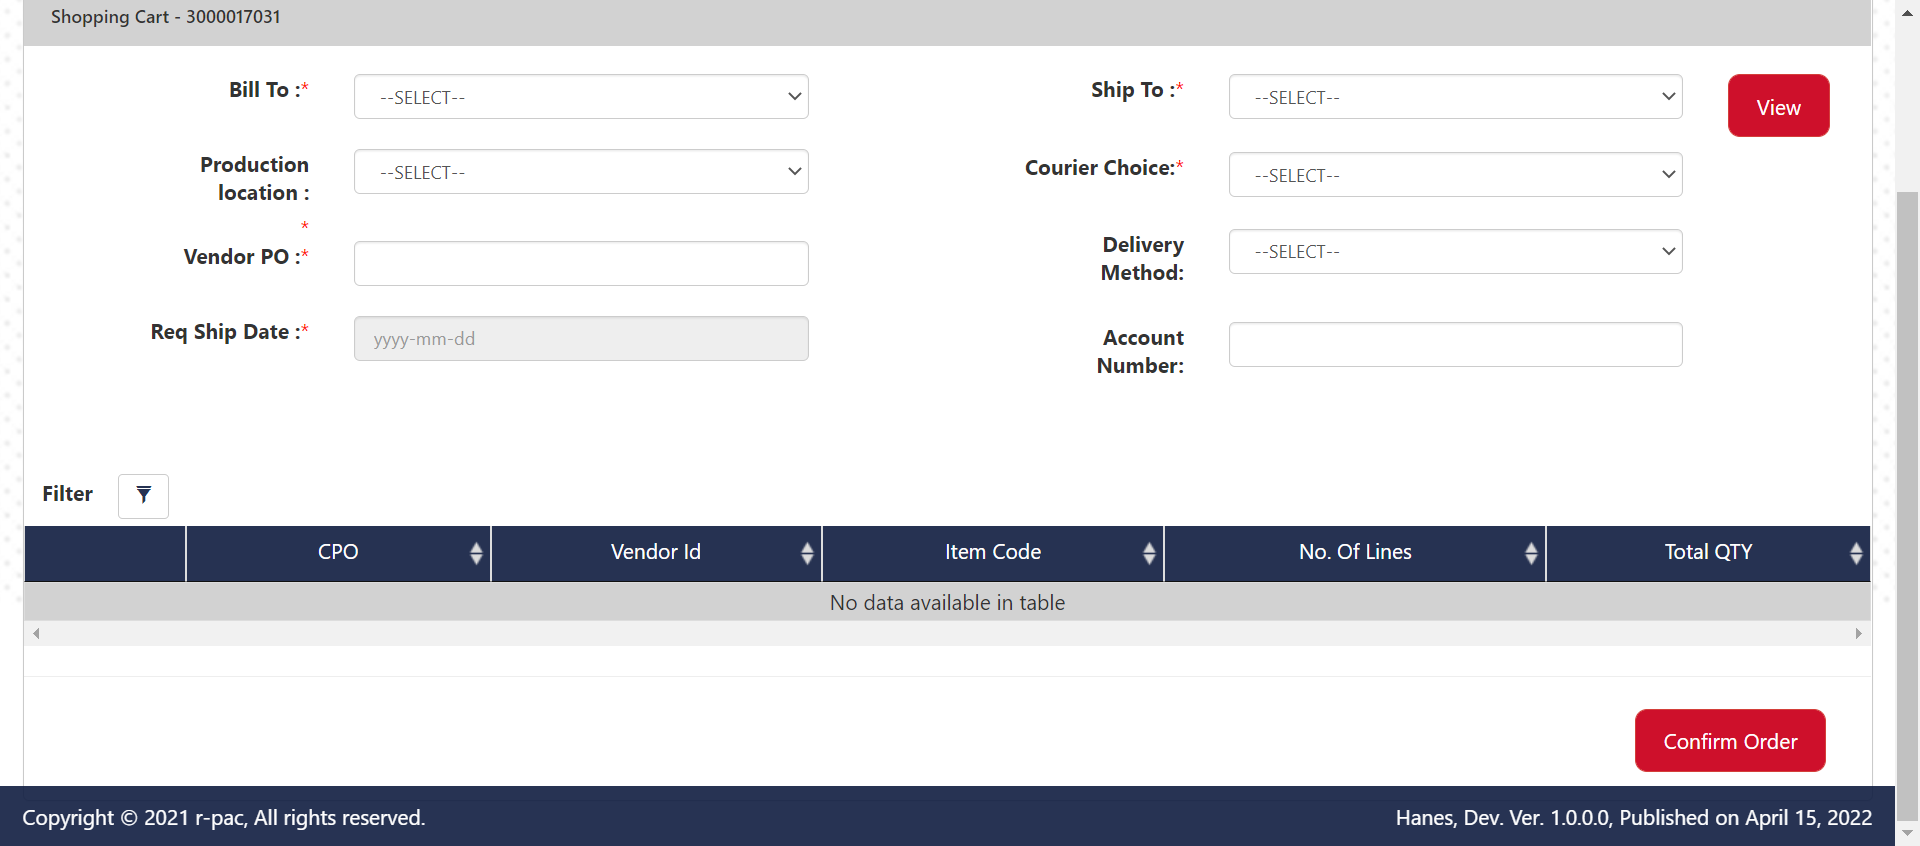 Shopping Cart - 3000017031
Bill To :*
--SELECT--
Ship To :*
--SELECT--
View
Production
location :
*
--SELECT--
Courier Choice:*
--SELECT--
Vendor PO :*
Delivery
Method:
--SELECT--
Req Ship Date :*
yyyy-mm-dd
Account
Number:
Filter
CPO Vendor Id Item Code No. Of Lines Total QTY
No data available in table
Confirm Order
Copyright © 2021 r-pac, All rights reserved.
Hanes, Dev. Ver. 1.0.0.0, Published on April 15, 2022